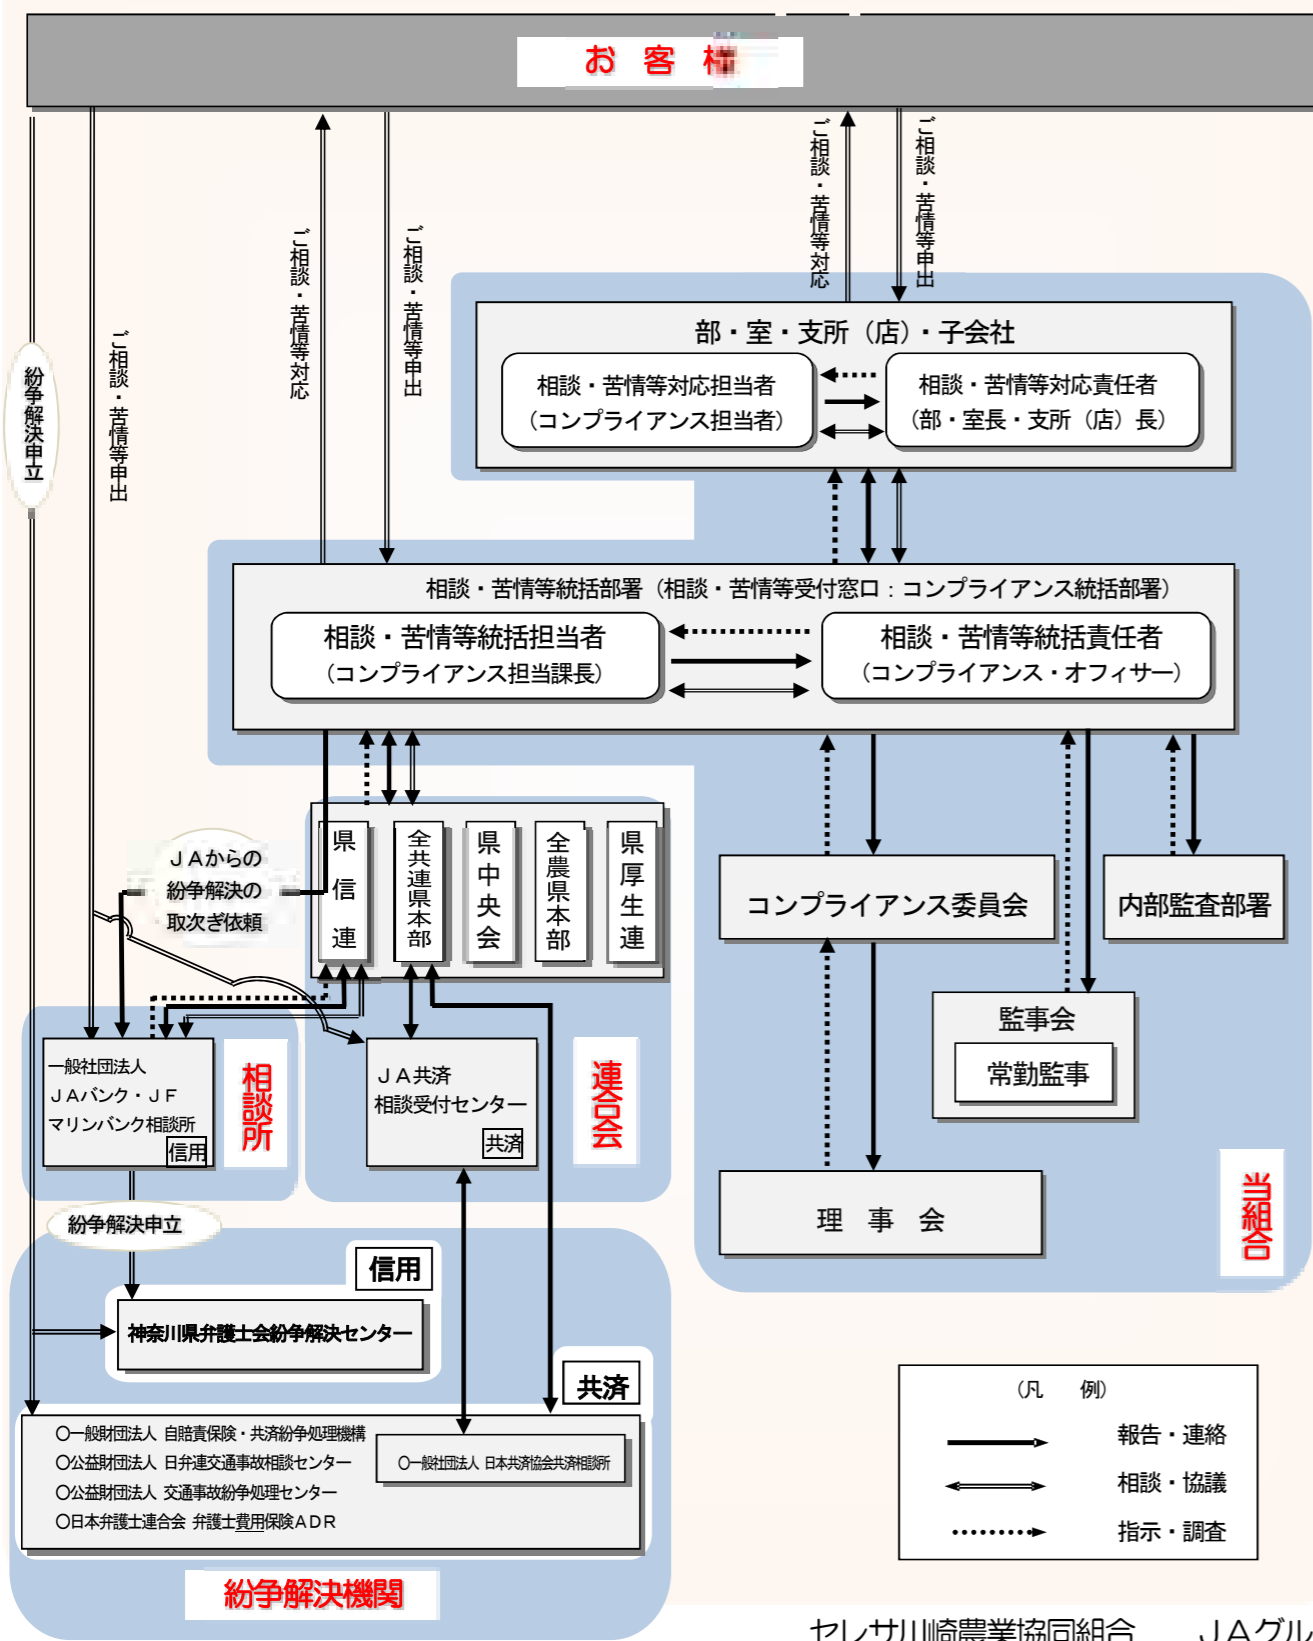 お客様
ご相談・苦情等対応
ご相談・苦情等申出
ご相談・苦情等対応
ご相談・苦情等申出
ご相談・苦情等申出
紛争解決申立
部・室・支所（店）・子会社
相談・苦情等対応担当者
（コンプライアンス担当者）
相談・苦情等対応責任者
（部・室長・支所（店）長）
相談・苦情等統括部署（相談・苦情等受付窓口：コンプライアンス統括部署）
相談・苦情等統括担当者
（コンプライアンス担当課長）
相談・苦情等統括責任者
（コンプライアンス・オフィサー）
ＪＡからの
紛争解決の
取次ぎ依頼
県信連
全共連県本部
県中央会
全農県本部
県厚生連
コンプライアンス委員会
内部監査部署
監事会
常勤監事
理事会
当組合
一般社団法人
ＪＡバンク・ＪＦ
マリンバンク相談所
信用
相談所
ＪＡ共済
相談受付センター
共済
連合会
紛争解決申立
信用
神奈川県弁護士会紛争解決センター
共済
〇一般財団法人 自賠責保険・共済紛争処理機構
〇公益財団法人 日弁連交通事故相談センター
〇公益財団法人 交通事故紛争処理センター
〇日本弁護士連合会 弁護士費用保険ＡＤＲ
〇一般社団法人 日本共済協会共済相談所
紛争解決機関
（凡　例）
報告・連絡
相談・協議
指示・調査
セレサ川崎農業協同組合　ＪＡグル